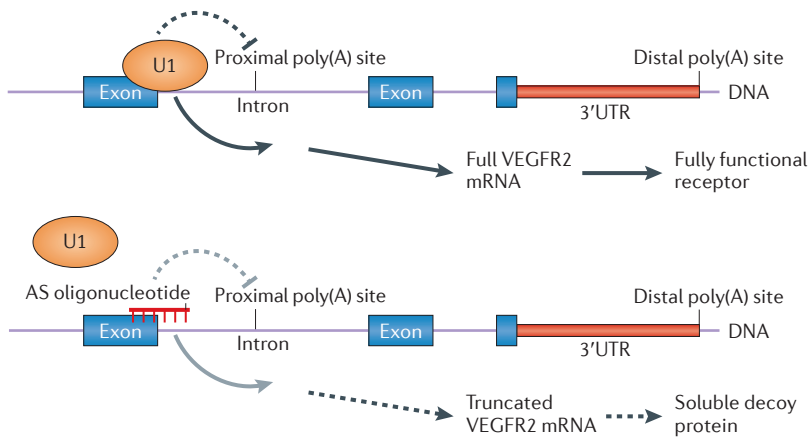 U1
Proximal poly(A) site
Distal poly(A) site
Exon
Intron
Exon
3′UTR
DNA
Full VEGFR2
mRNA
Fully functional
receptor
U1
AS oligonucleotide
Proximal poly(A) site
Distal poly(A) site
Exon
Intron
Exon
3′UTR
DNA
Truncated
VEGFR2 mRNA
Soluble decoy
protein